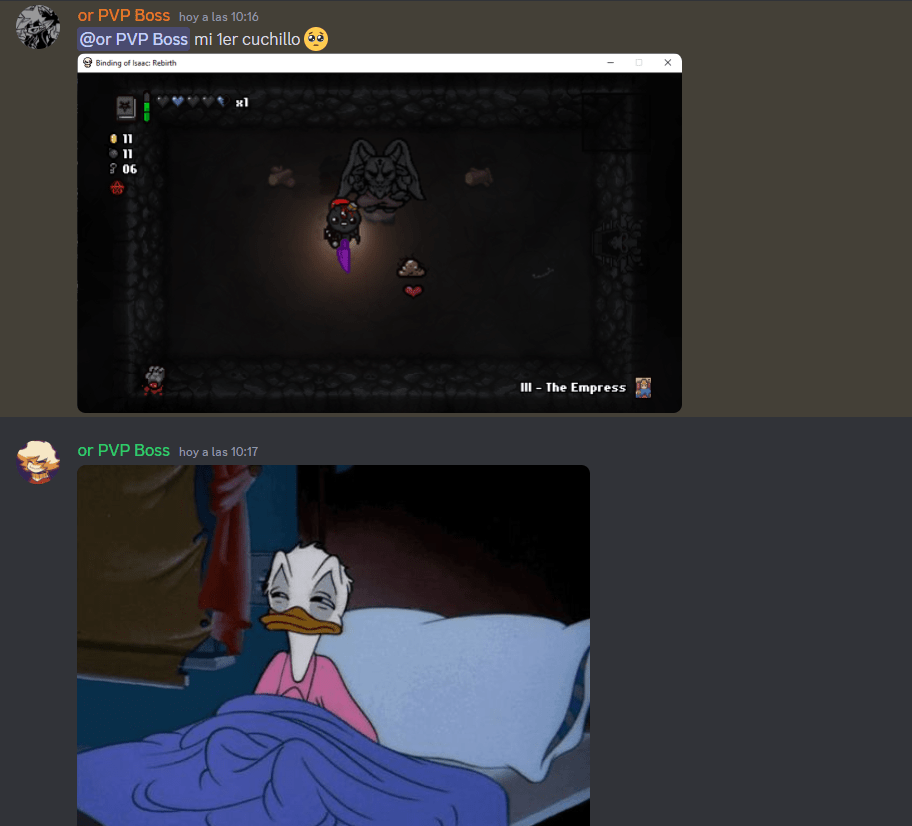 or PVP Boss hoy a las 10:16
@or PVP Boss mi 1er cuchillo
Binding of Isaac: Rebirth
x1
11
11
06
III - The Empress
or PVP Boss hoy a las 10:17